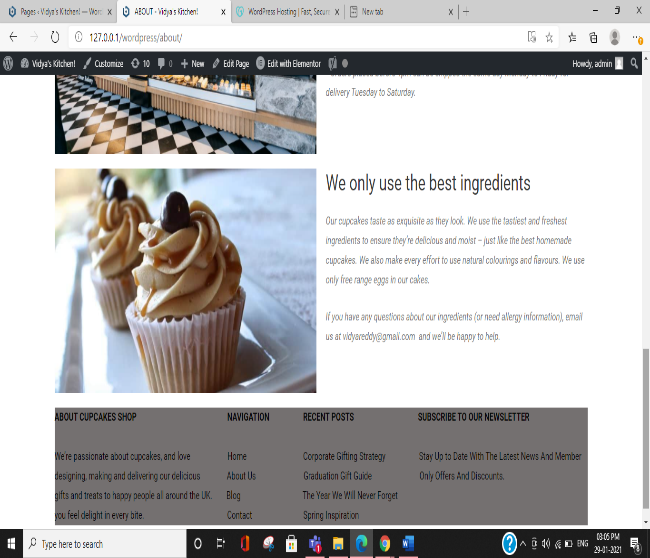 Pages ‹ Vidya's Kitchen! — Word
ABOUT - Vidya's Kitchen!
WordPress Hosting | Fast, Secure
New tab
127.0.0.1/wordpress/about/
Vidya's Kitchen!
Customize
10
0
New
Edit Page
Edit with Elementor
Howdy, admin
delivery Tuesday to Saturday.
We only use the best ingredients
Our cupcakes taste as exquisite as they look. We use the tastiest and freshest
ingredients to ensure they're delicious and moist – just like the best homemade
cupcakes. We also make every effort to use natural colourings and flavours. We use
only free range eggs in our cakes.
If you have any questions about our ingredients (or need allergy information), email
us at vidyareddy@gmail.com and we'll be happy to help.
ABOUT CUPCAKES SHOP
We're passionate about cupcakes, and love
designing, making and delivering our delicious
gifts and treats to happy people all around the UK.
you feel delight in every bite.
NAVIGATION
Home
About Us
Blog
Contact
RECENT POSTS
Corporate Gifting Strategy
Graduation Gift Guide
The Year We Will Never Forget
Spring Inspiration
SUBSCRIBE TO OUR NEWSLETTER
Stay Up to Date With The Latest News And Member
Only Offers And Discounts.
Type here to search
ENG
03:05 PM
29-01-2021